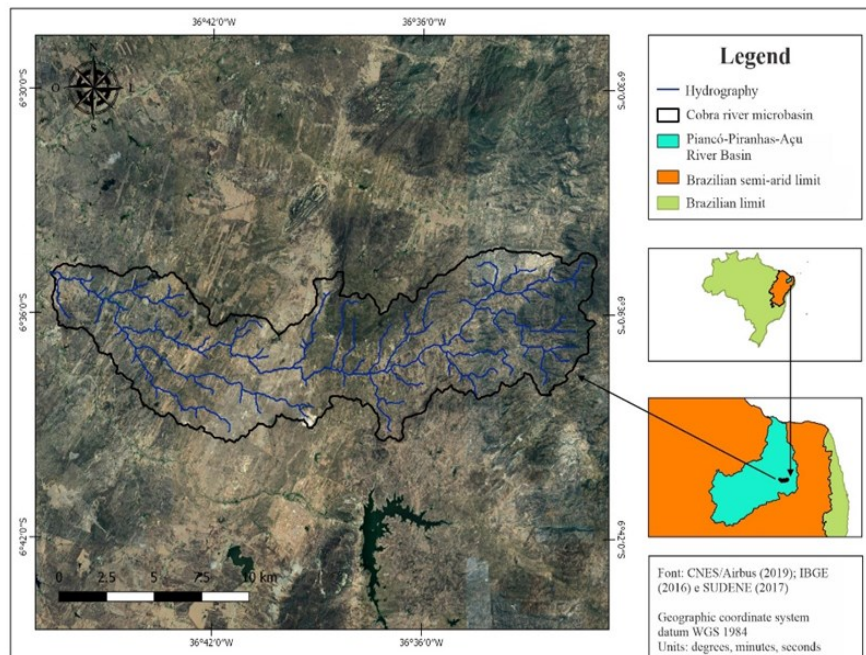 36°42'0"W
36°36'0"W
6°30'0"S
6°30'0"S
N
O
L
S
6°36'0"S
6°36'0"S
6°42'0"S
6°42'0"S
0 2.5 5 7.5 10 km
36°42'0"W
36°36'0"W
Legend
Hydrography
Cobra river microbasin
Piancó-Piranhas-Açu
River Basin
Brazilian semi-arid limit
Brazilian limit
Font: CNES/Airbus (2019); IBGE
(2016) e SUDENE (2017)
Geographic coordinate system
datum WGS 1984
Units: degrees, minutes, seconds